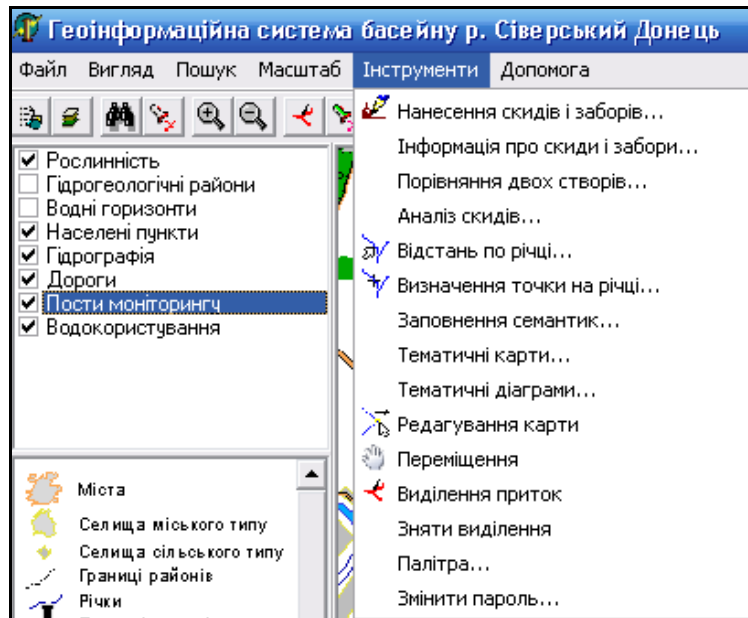 Геоінформаційна система басейну р. Сіверський Донець
Файл Вигляд Пошук Масштаб Інструменти Допомога
Рослинність
Гідрогеологічні райони
Водні горизонти
Населені пункти
Гідрографія
Дороги
Пости моніторингу
Водокористування
Міста
Селища міського типу
Селища сільського типу
Границі районів
Річки
Нанесення скидів і заборів...
Інформація про скиди і забори...
Порівняння двох створів...
Аналіз скидів...
Відстань по річці...
Визначення точки на річці...
Заповнення семантик...
Тематичні карти...
Тематичні діаграми...
Редагування карти
Переміщення
Виділення приток
Зняти виділення
Палітра...
Змінити пароль...